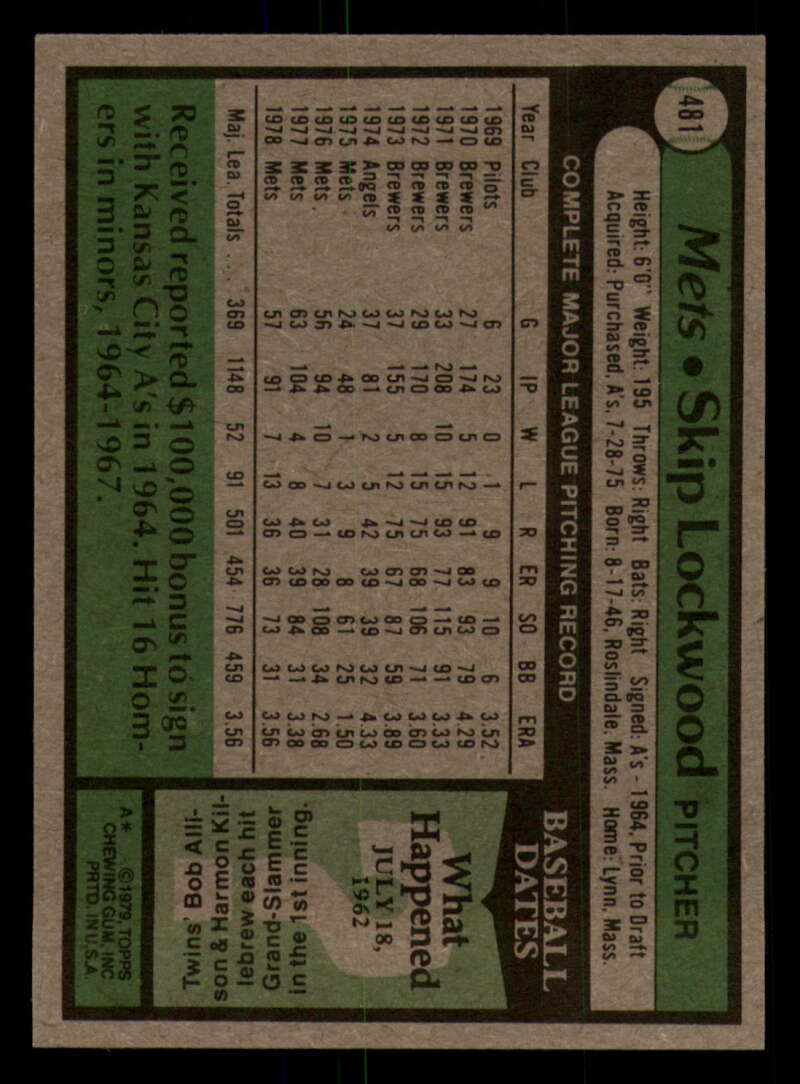 481
Mets • Skip Lockwood PITCHER
Height: 6'0" Weight: 195 Throws: Right Bats: Right Signed: A's - 1964, Prior to Draft
Acquired: Purchased, A's, 7-28-75 Born: 8-17-46, Roslindale, Mass. Home: Lynn, Mass.
COMPLETE MAJOR LEAGUE PITCHING RECORD
Year Club G IP W L R ER SO BB ERA
1969 Pilots 6 23 0 1 9 9 10 6 3.52
1970 Brewers 27 174 5 12 91 83 93 79 4.29
1971 Brewers 33 208 10 15 93 77 115 91 3.33
1972 Brewers 29 170 8 15 75 68 106 71 3.60
1973 Brewers 37 155 5 12 75 67 87 59 3.89
1974 Angels 37 81 2 5 42 39 39 32 4.33
1975 Mets 24 48 1 3 9 8 61 25 1.50
1976 Mets 56 94 10 7 31 28 108 34 2.68
1977 Mets 63 104 4 8 40 39 84 31 3.38
1978 Mets 57 91 7 13 36 36 73 31 3.56
Maj. Lea. Totals . . . 369 1148 52 91 501 454 776 459 3.56
Received reported $100,000 bonus to sign
with Kansas City A's in 1964. Hit 16 Hom-
ers in minors, 1964-1967.
BASEBALL
DATES
What
Happened
JULY 18,
1962
Twins' Bob Alli-
son & Harmon Kil-
lebrew each hit
Grand-Slammer
in the 1st inning.
A* ©1979, TOPPS
CHEWING GUM, INC
PRTD. IN U.S.A.